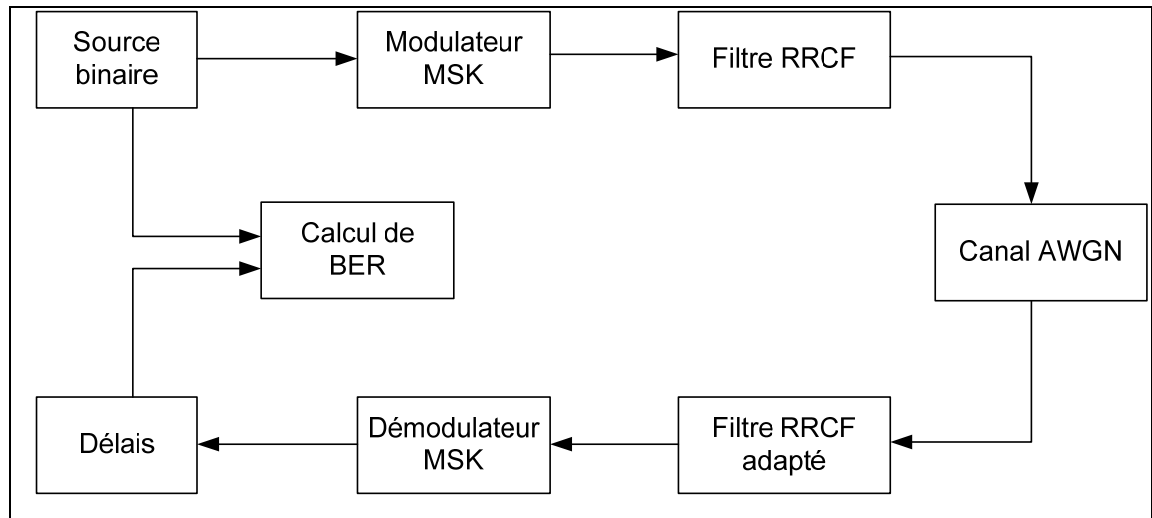 Source
binaire
Modulateur
MSK
Filtre RRCF
Calcul de
BER
Canal AWGN
Délais
Démodulateur
MSK
Filtre RRCF
adapté